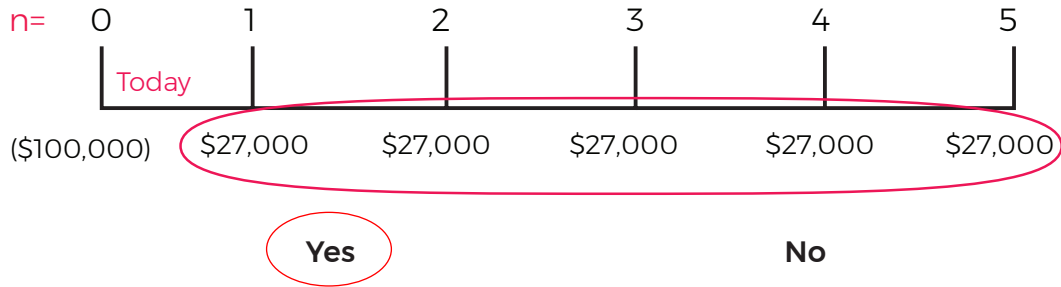 n= 0 1 2 3 4 5
Today
($100,000) $27,000 $27,000 $27,000 $27,000 $27,000
Yes No